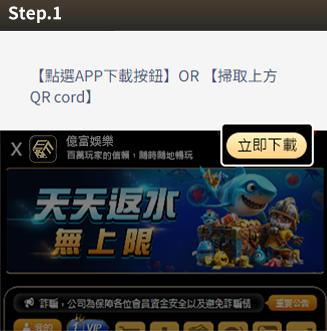 Step.1
【點選APP下載按鈕】OR 【掃取上方
QR cord】
X
億富娛樂
百萬玩家的信賴，隨時隨地暢玩
立即下載
天天返水
無上限
詐騙，公司為保障各位會員資金安全以及避免詐騙情
重要公告
我的
VIP